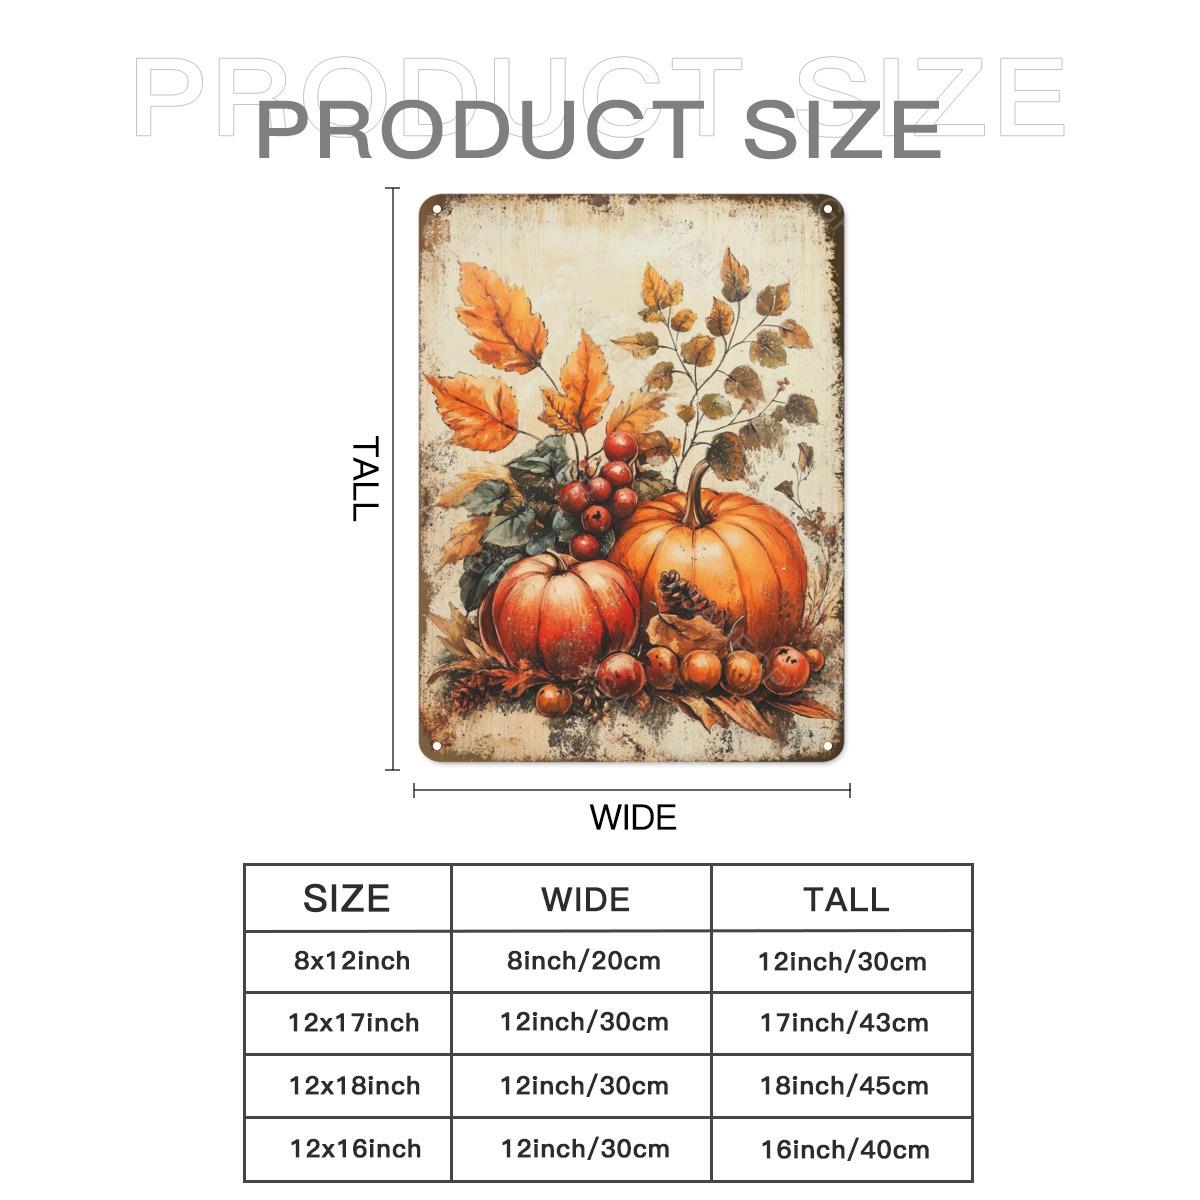 PRODUCT SIZE
PRODUCT SIZE
TALL
WIDE
SIZE WIDE TALL
8x12inch 8inch/20cm 12inch/30cm
12x17inch 12inch/30cm 17inch/43cm
12x18inch 12inch/30cm 18inch/45cm
12x16inch 12inch/30cm 16inch/40cm